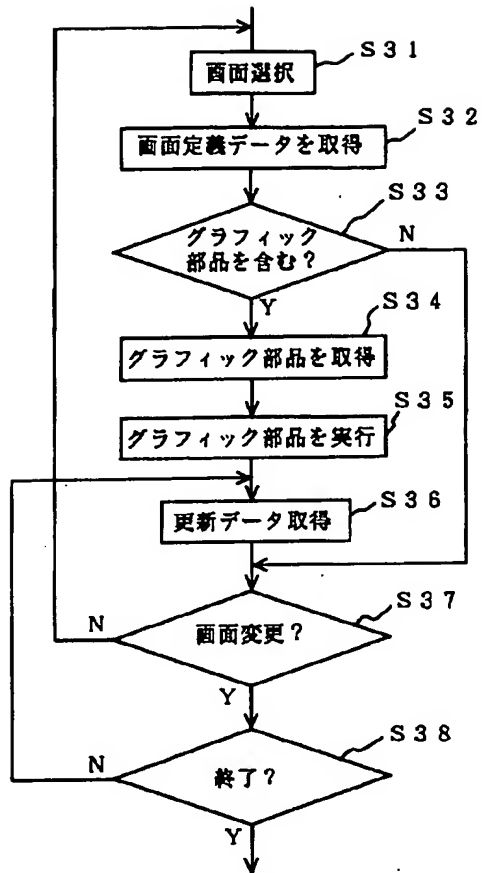 S31
画面選択
S32
画面定義データを取得
S33
グラフィック
部品を含む?
N
Y
S34
グラフィック部品を取得
S35
グラフィック部品を実行
S36
更新データ取得
S37
画面変更?
N
Y
S38
終了?
N
Y